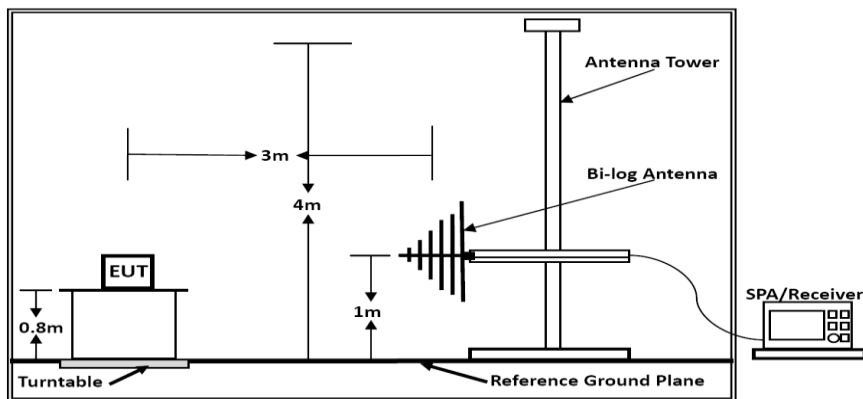 Antenna Tower
3m
Bi-log Antenna
4m
EUT
1m
0.8m
SPA/Receiver
Turntable
Reference Ground Plane